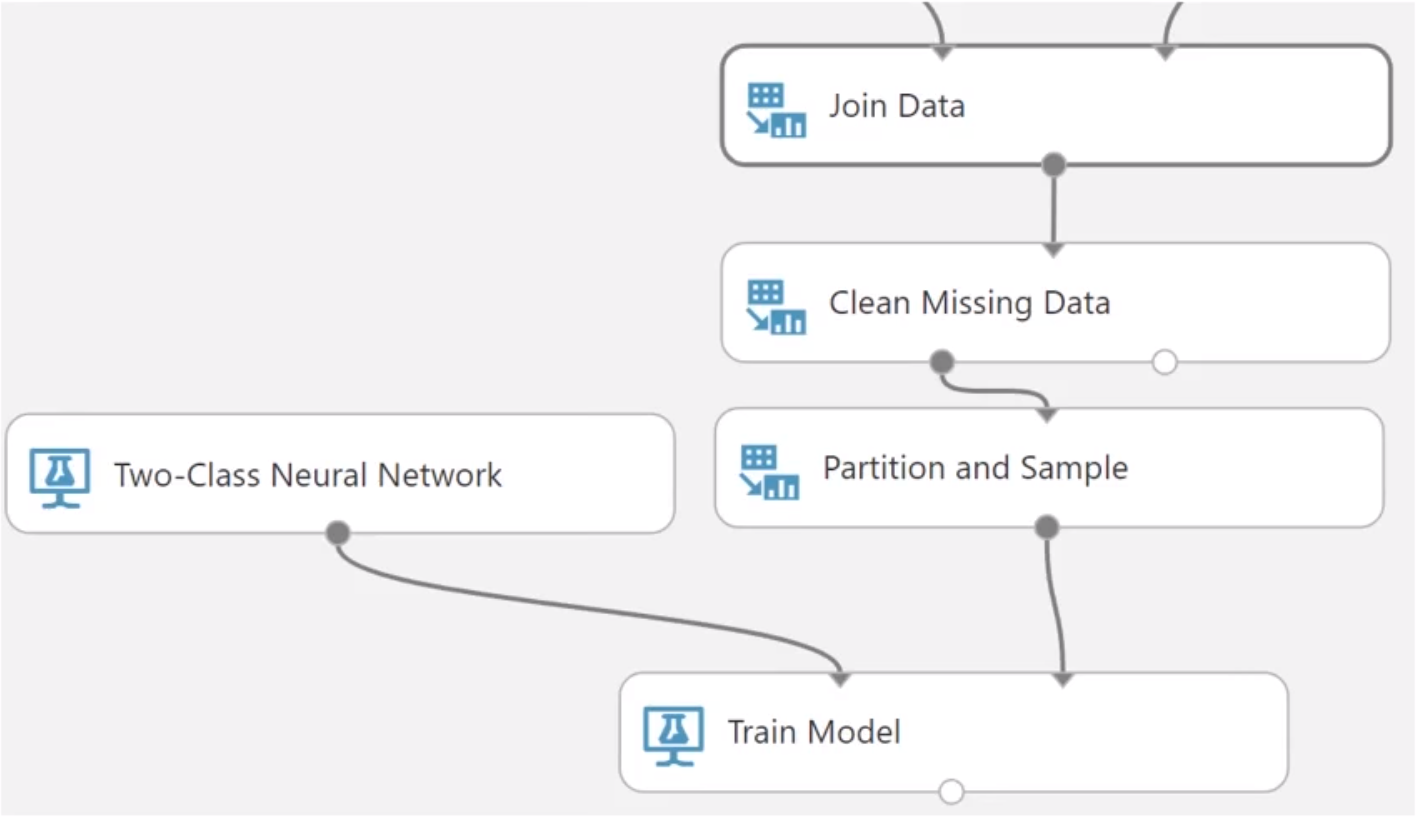 Join Data
Clean Missing Data
Two-Class Neural Network
Partition and Sample
Train Model